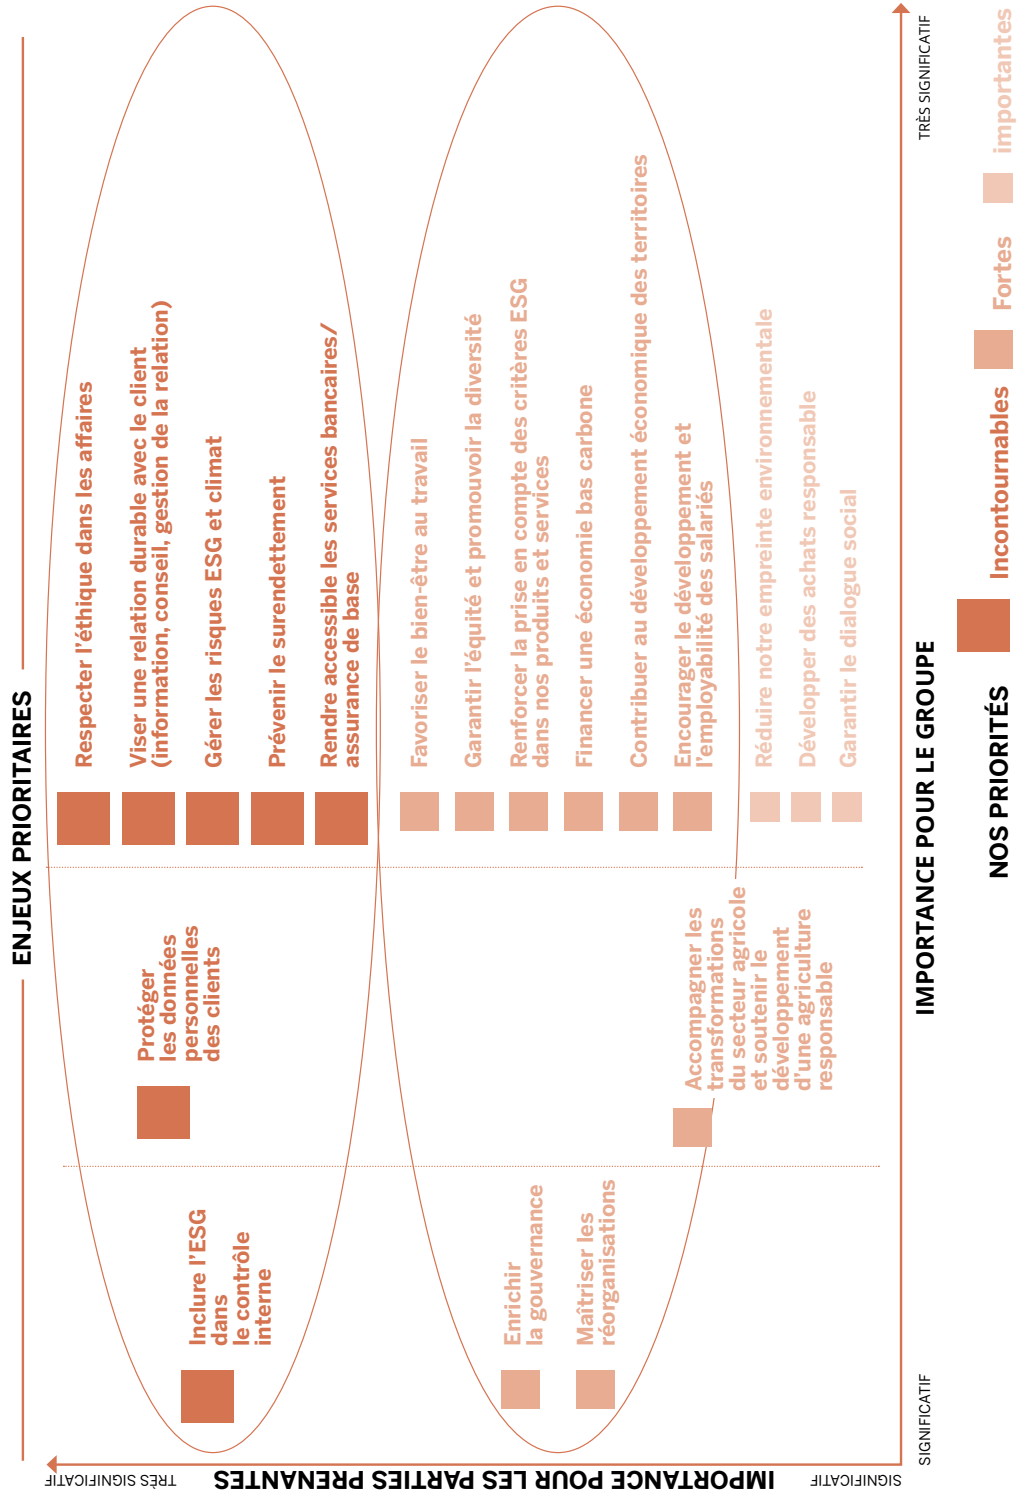 ENJEUX PRIORITAIRES
TRÈS SIGNIFICATIF
IMPORTANCE POUR LES PARTIES PRENANTES
SIGNIFICATIF
Inclure l'ESG
dans
le contrôle
interne
Protéger
les données
personnelles
des clients
Respecter l'éthique dans les affaires
Viser une relation durable avec le client
(information, conseil, gestion de la relation)
Gérer les risques ESG et climat
Prévenir le surendettement
Rendre accessible les services bancaires/
assurance de base
Enrichir
la gouvernance
Maîtriser les
réorganisations
Accompagner les
transformations
du secteur agricole
et soutenir le
développement
d'une agriculture
responsable
Favoriser le bien-être au travail
Garantir l'équité et promouvoir la diversité
Renforcer la prise en compte des critères ESG
dans nos produits et services
Financer une économie bas carbone
Contribuer au développement économique des territoires
Encourager le développement et
l'employabilité des salariés
Réduire notre empreinte environnementale
Développer des achats responsable
Garantir le dialogue social
SIGNIFICATIF
IMPORTANCE POUR LE GROUPE
TRÈS SIGNIFICATIF
NOS PRIORITÉS
Incontournables
Fortes
importantes